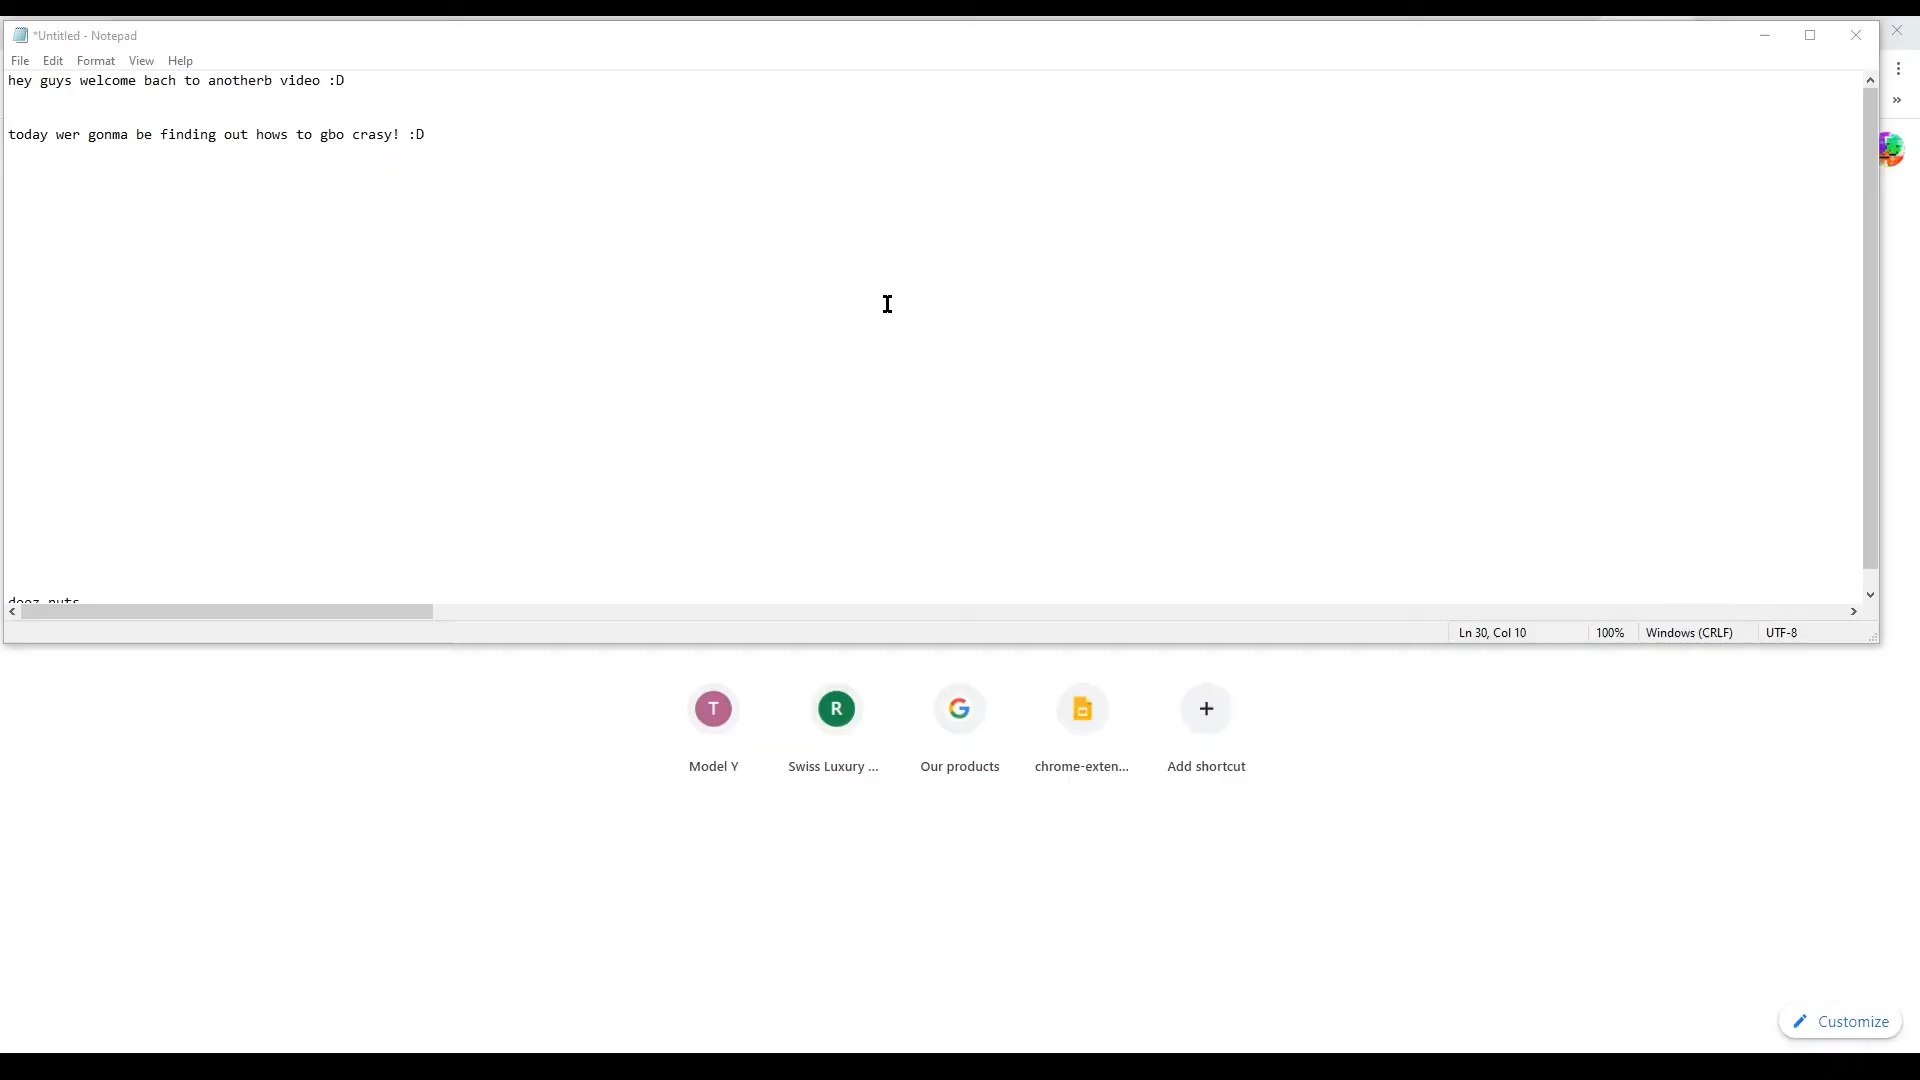 *Untitled - Notepad
File Edit Format View Help
hey guys welcome bach to anotherb video :D
today wer gonma be finding out hows to gbo crasy! :D
deez nuts
Ln 30, Col 10 100% Windows (CRLF) UTF-8
T R
Model Y Swiss Luxury ... Our products chrome-exten... Add shortcut
Customize